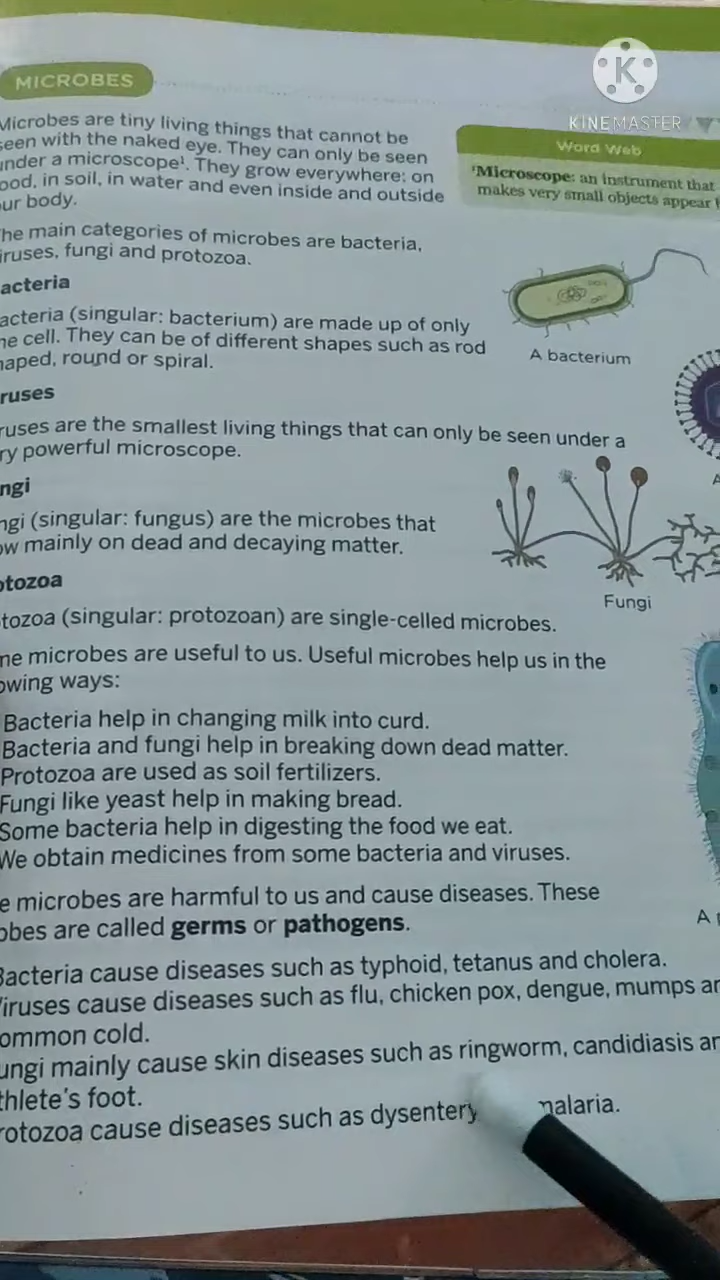 MICROBES
K
KINEMASTER
Microbes are tiny living things that cannot be
seen with the naked eye. They can only be seen
under a microscope¹. They grow everywhere: on
ood, in soil, in water and even inside and outside
ur body.
Word Web
¹Microscope: an instrument that
makes very small objects appear
he main categories of microbes are bacteria,
iruses, fungi and protozoa.
acteria
acteria (singular: bacterium) are made up of only
ne cell. They can be of different shapes such as rod
haped, round or spiral.
A bacterium
ruses
ruses are the smallest living things that can only be seen under a
ry powerful microscope.
A
ngi
ngi (singular: fungus) are the microbes that
ow mainly on dead and decaying matter.
Fungi
otozoa
tozoa (singular: protozoan) are single-celled microbes.
me microbes are useful to us. Useful microbes help us in the
owing ways:
Bacteria help in changing milk into curd.
Bacteria and fungi help in breaking down dead matter.
Protozoa are used as soil fertilizers.
Fungi like yeast help in making bread.
Some bacteria help in digesting the food we eat.
We obtain medicines from some bacteria and viruses.
e microbes are harmful to us and cause diseases. These
obes are called germs or pathogens.
A p
Bacteria cause diseases such as typhoid, tetanus and cholera.
Viruses cause diseases such as flu, chicken pox, dengue, mumps an
ommon cold.
ungi mainly cause skin diseases such as ringworm, candidiasis an
thlete's foot.
rotozoa cause diseases such as dysentery malaria.